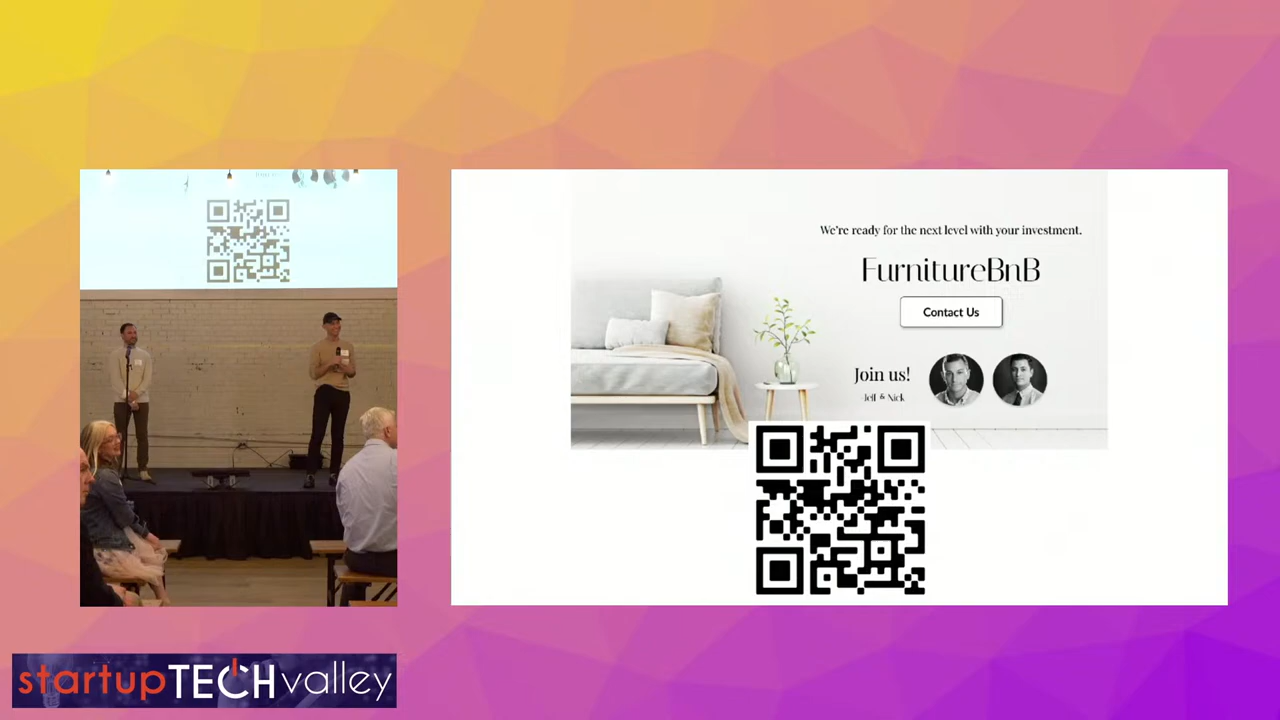 We're ready for the next level with your investment.
FurnitureBnB
Contact Us
Join us!
-Jeff & Nick
startupTECHvalley